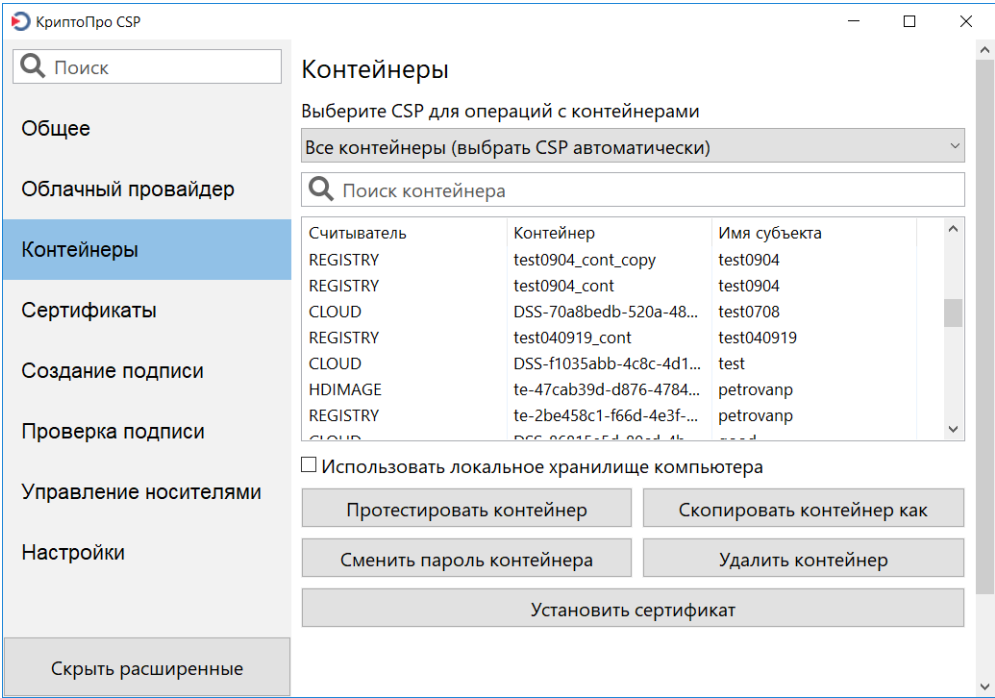 КриптоПро CSP
Поиск
Общее
Облачный провайдер
Контейнеры
Сертификаты
Создание подписи
Проверка подписи
Управление носителями
Настройки
Скрыть расширенные
Контейнеры
Выберите CSP для операций с контейнерами
Все контейнеры (выбрать CSP автоматически)
Поиск контейнера
Считыватель Контейнер Имя субъекта
REGISTRY test0904_cont_copy test0904
REGISTRY test0904_cont test0904
CLOUD DSS-70a8bedb-520a-48... test0708
REGISTRY test040919_cont test040919
CLOUD DSS-f1035abb-4c8c-4d1... test
HDIMAGE te-47cab39d-d876-4784... petrovanp
REGISTRY te-2be458c1-f66d-4e3f-... petrovanp
CLOUD
Использовать локальное хранилище компьютера
Протестировать контейнер Скопировать контейнер как
Сменить пароль контейнера Удалить контейнер
Установить сертификат